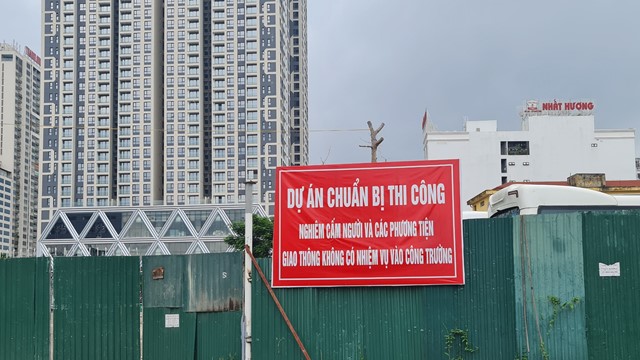 NHẤT HƯƠNG
DỰ ÁN CHUẨN BỊ THI CÔNG
NGHIÊM CẤM NGƯỜI VÀ CÁC PHƯƠNG TIỆN
GIAO THÔNG KHÔNG CÓ NHIỆM VỤ VÀO CÔNG TRƯỜNG